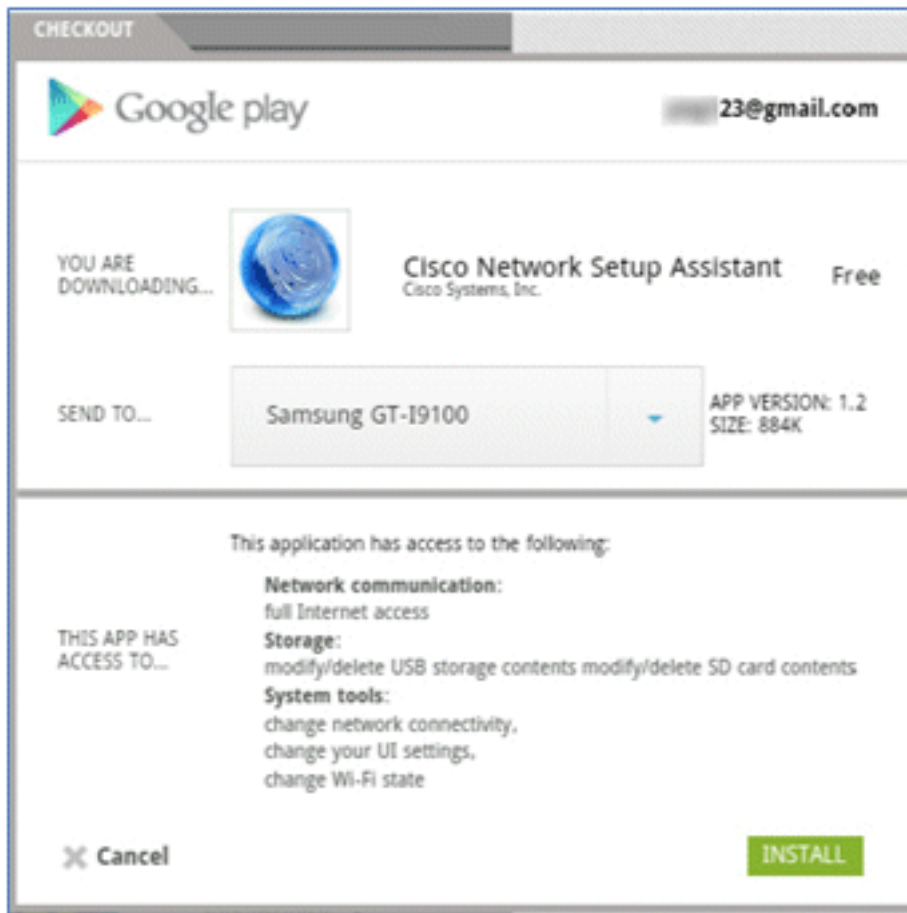 CHECKOUT
Google play
23@gmail.com
YOU ARE
DOWNLOADING...
Cisco Network Setup Assistant
Cisco Systems, Inc.
Free
SEND TO...
Samsung GT-I9100
APP VERSION: 1.2
SIZE: 884K
This application has access to the following:
THIS APP HAS
ACCESS TO...
Network communication:
full Internet access
Storage:
modify/delete USB storage contents modify/delete SD card contents
System tools:
change network connectivity,
change your UI settings,
change Wi-Fi state
Cancel
INSTALL